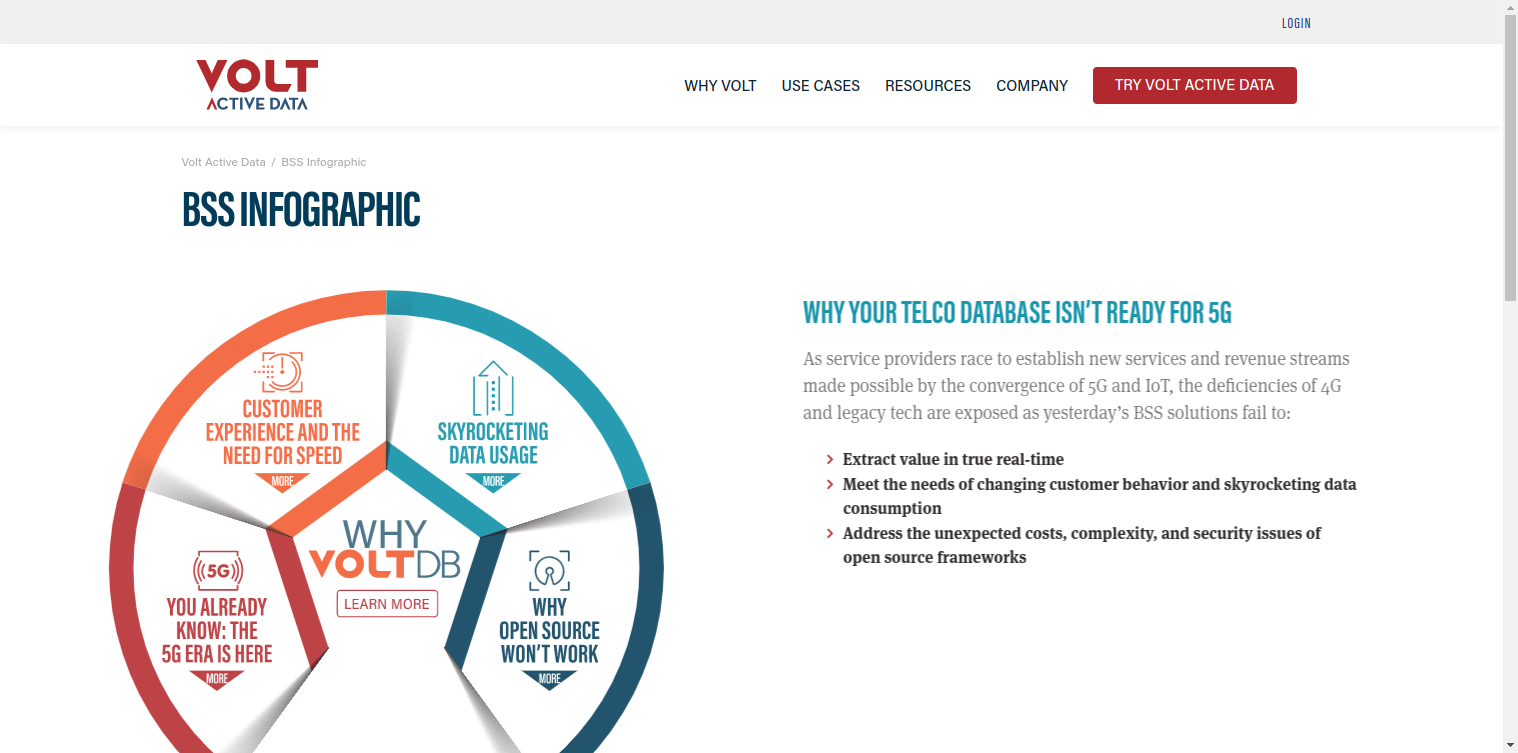 LOGIN
VOLT
ACTIVE DATA
WHY VOLT
USE CASES
RESOURCES
COMPANY
TRY VOLT ACTIVE DATA
Volt Active Data / BSS Infographic
BSS INFOGRAPHIC
CUSTOMER
EXPERIENCE AND THE
NEED FOR SPEED
MORE
SKYROCKETING
DATA USAGE
MORE
WHY
VOLTDB
LEARN MORE
5G
YOU ALREADY
KNOW: THE
5G ERA IS HERE
MORE
WHY
OPEN SOURCE
WON'T WORK
MORE
WHY YOUR TELCO DATABASE ISN'T READY FOR 5G
As service providers race to establish new services and revenue streams
made possible by the convergence of 5G and IoT, the deficiencies of 4G
and legacy tech are exposed as yesterday's BSS solutions fail to:
Extract value in true real-time
Meet the needs of changing customer behavior and skyrocketing data
consumption
Address the unexpected costs, complexity, and security issues of
open source frameworks